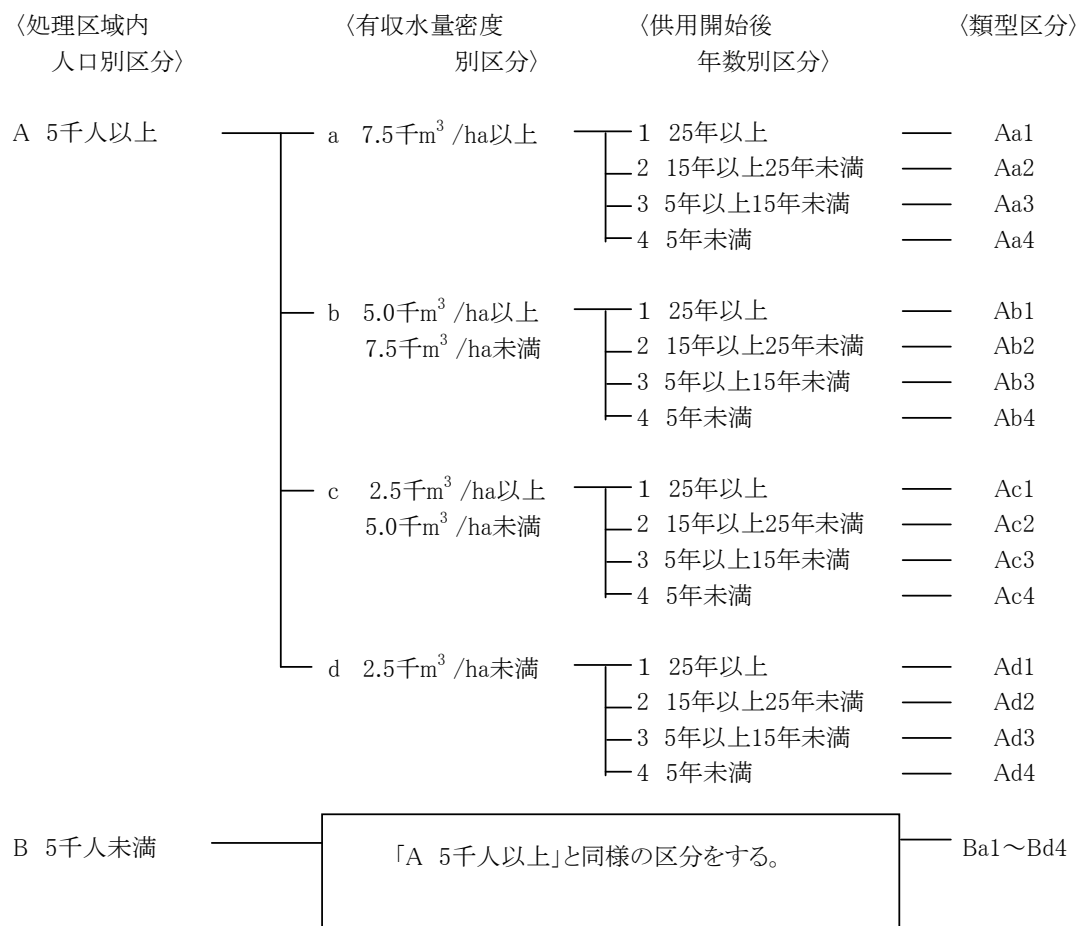 〈処理区域内 〈有収水量密度 〈供用開始後 〈類型区分〉
人口別区分〉 別区分〉 年数別区分〉
A 5千人以上 a 7.5千m³/ha以上 1 25年以上 Aa1
2 15年以上25年未満 Aa2
3 5年以上15年未満 Aa3
4 5年未満 Aa4
b 5.0千m³/ha以上 1 25年以上 Ab1
7.5千m³/ha未満 2 15年以上25年未満 Ab2
3 5年以上15年未満 Ab3
4 5年未満 Ab4
c 2.5千m³/ha以上 1 25年以上 Ac1
5.0千m³/ha未満 2 15年以上25年未満 Ac2
3 5年以上15年未満 Ac3
4 5年未満 Ac4
d 2.5千m³/ha未満 1 25年以上 Ad1
2 15年以上25年未満 Ad2
3 5年以上15年未満 Ad3
4 5年未満 Ad4
B 5千人未満 「A 5千人以上」と同様の区分をする。 Ba1～Bd4